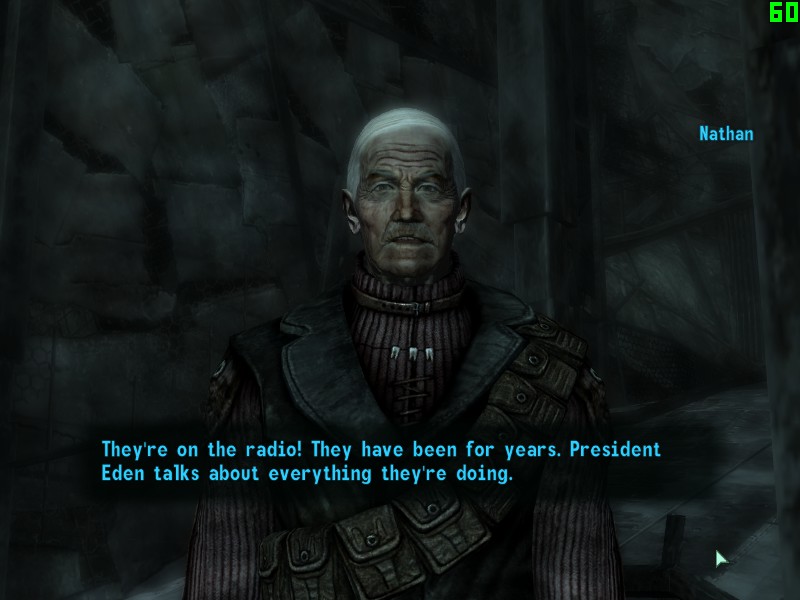 60
Nathan
They're on the radio! They have been for years. President
Eden talks about everything they're doing.